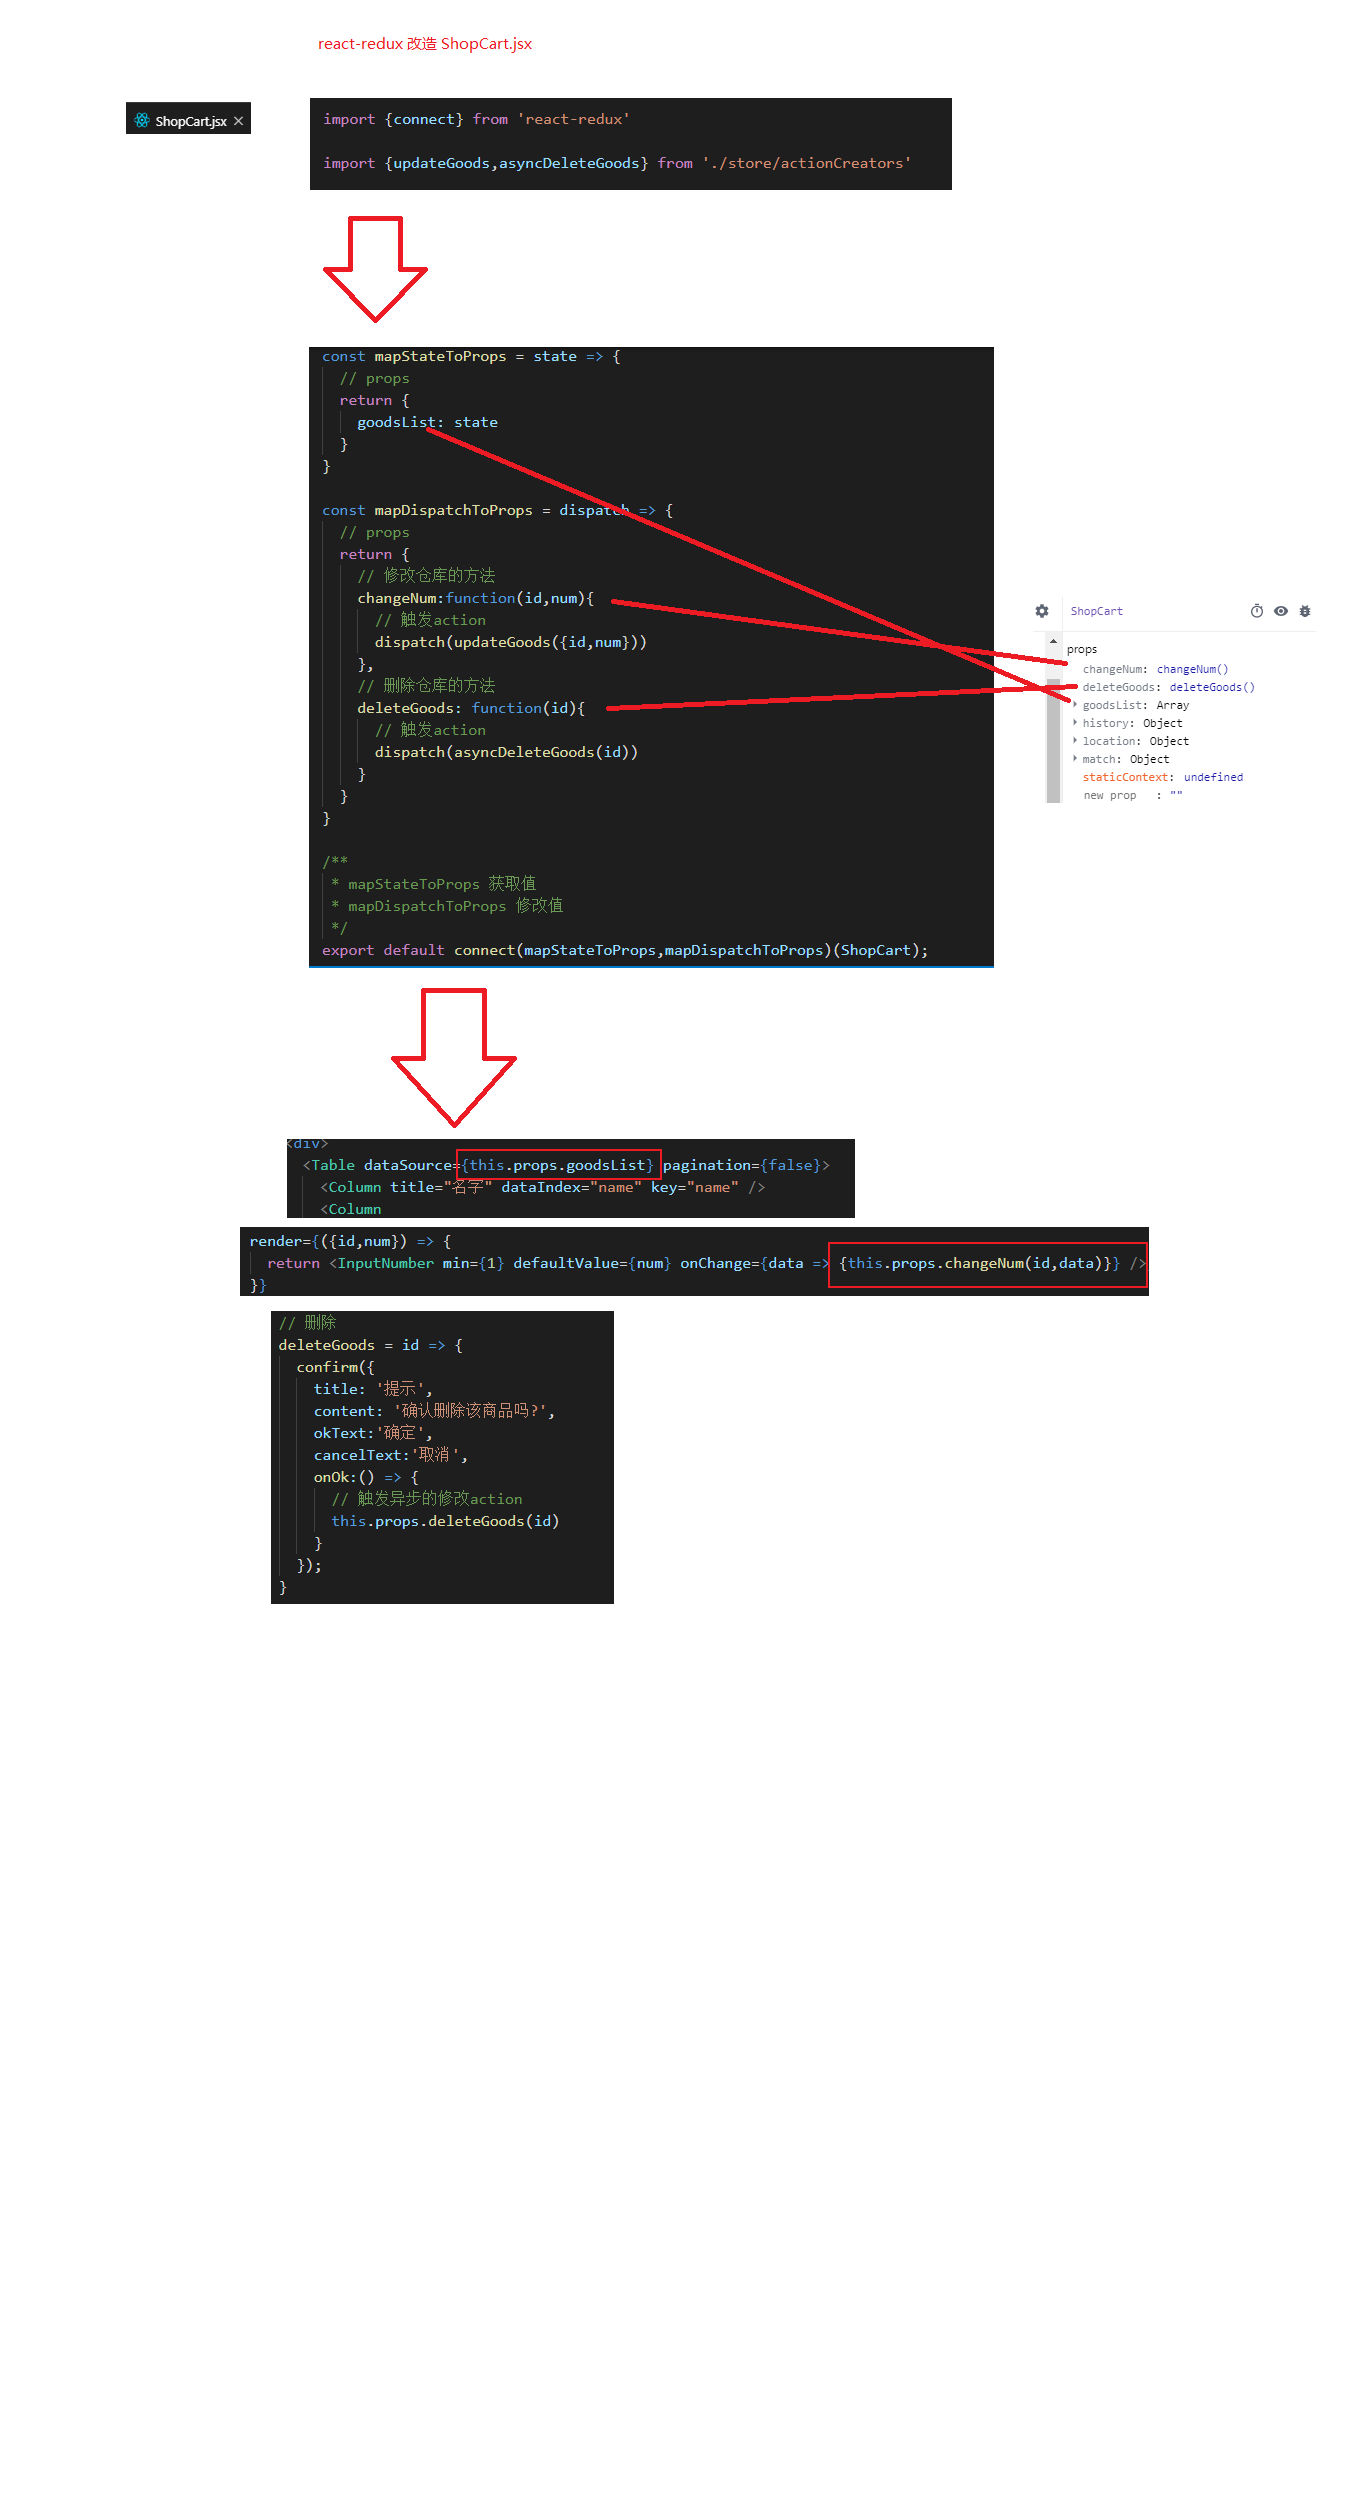 react-redux 改造 ShopCart.jsx
ShopCart.jsx ×
import {connect} from 'react-redux'
import {updateGoods,asyncDeleteGoods} from './store/actionCreators'
const mapStateToProps = state => {
// props
return {
goodsList: state
}
}
const mapDispatchToProps = dispatch => {
// props
return {
// 修改仓库的方法
changeNum:function(id,num){
// 触发action
dispatch(updateGoods({id,num}))
},
// 删除仓库的方法
deleteGoods: function(id){
// 触发action
dispatch(asyncDeleteGoods(id))
}
}
}
/**
* mapStateToProps 获取值
* mapDispatchToProps 修改值
*/
export default connect(mapStateToProps,mapDispatchToProps)(ShopCart);
ShopCart
props
changeNum: changeNum()
deleteGoods: deleteGoods()
goodsList: Array
history: Object
location: Object
match: Object
staticContext: undefined
new prop : ""
<div>
<Table dataSource={this.props.goodsList} pagination={false}>
<Column title="名字" dataIndex="name" key="name" />
<Column
render={({id,num}) => {
return <InputNumber min={1} defaultValue={num} onChange={data => {this.props.changeNum(id,data)}} />
}}
// 删除
deleteGoods = id => {
confirm({
title: '提示',
content: '确认删除该商品吗?',
okText:'确定',
cancelText:'取消',
onOk:() => {
// 触发异步的修改action
this.props.deleteGoods(id)
}
});
}